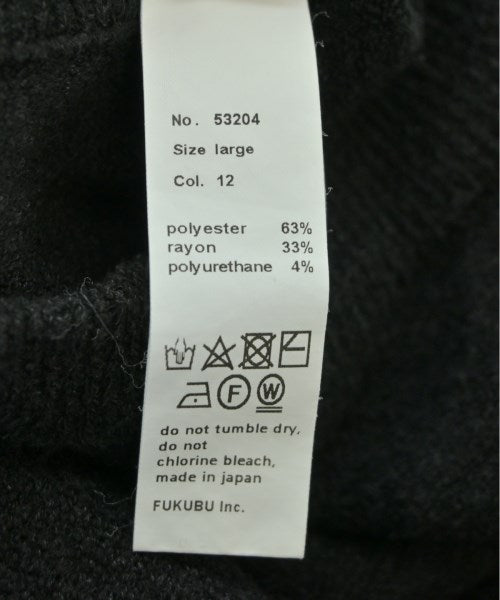 No. 53204
Size large
Col. 12
polyester 63%
rayon 33%
polyurethane 4%
F W
do not tumble dry,
do not
chlorine bleach,
made in japan
FUKUBU Inc.